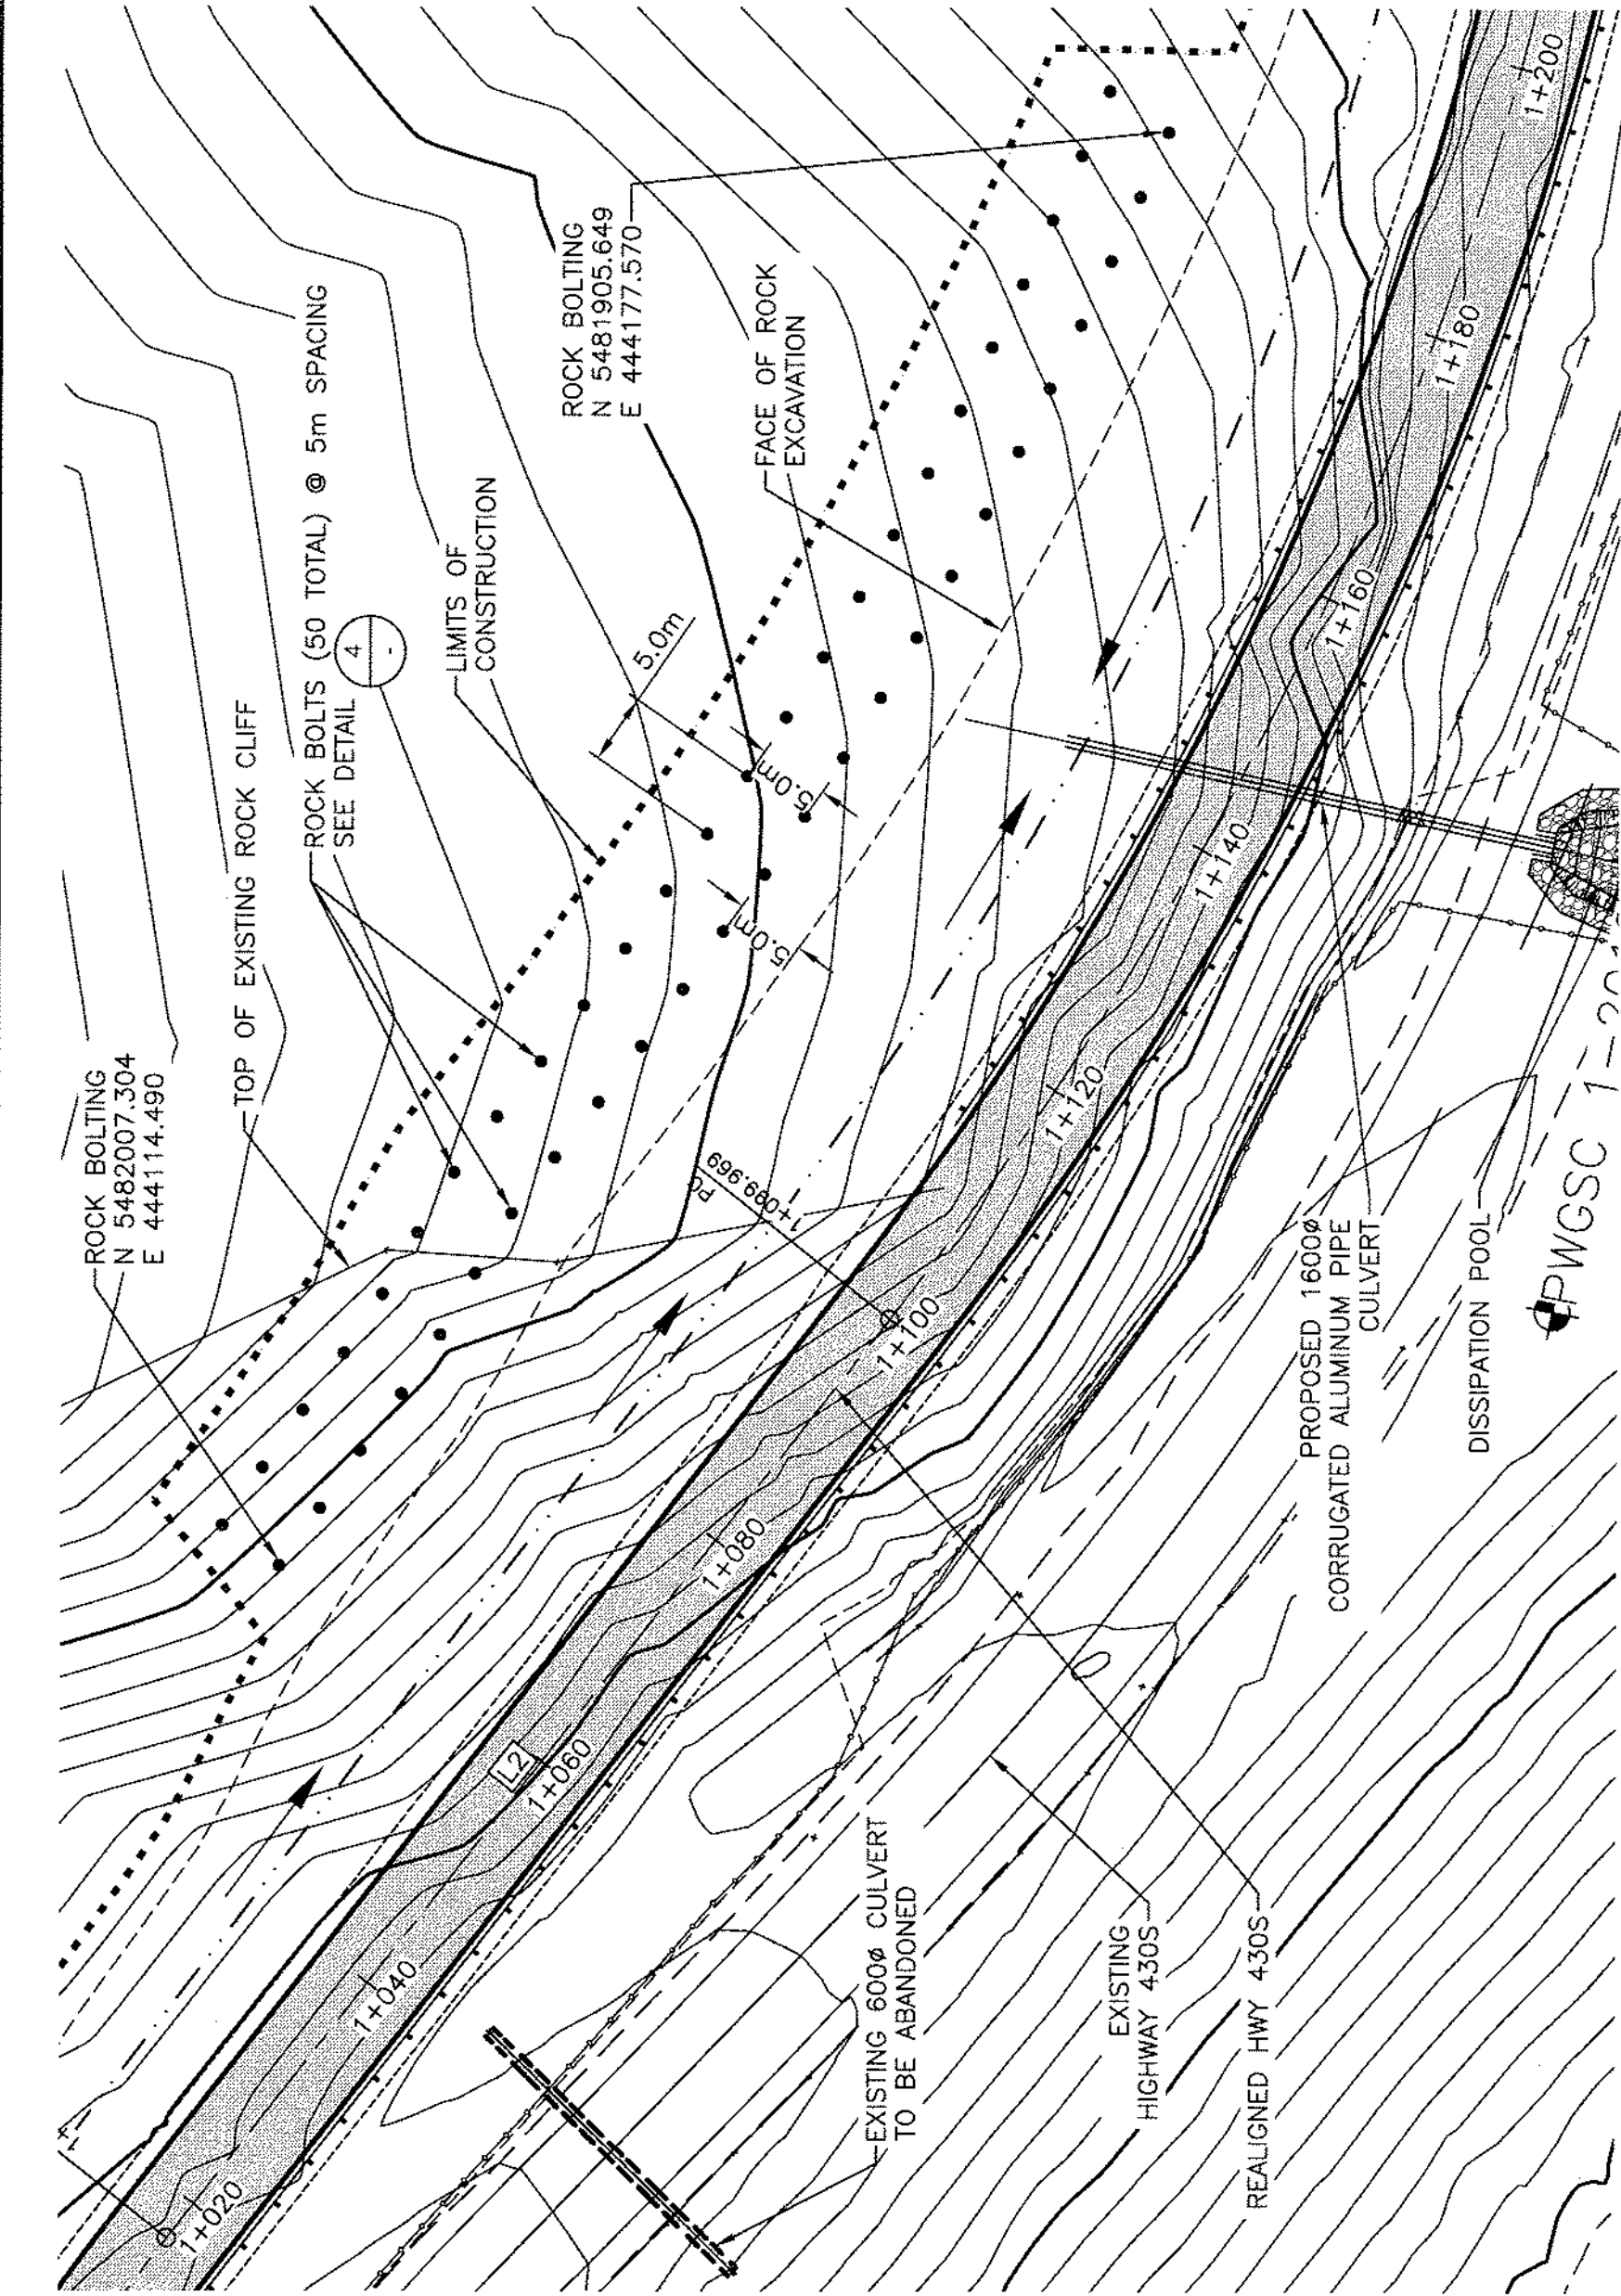 ROCK BOLTING
N 5482007.304
E 444114.490
TOP OF EXISTING ROCK CLIFF
ROCK BOLTS (50 TOTAL) @ 5m SPACING
SEE DETAIL
4
-
LIMITS OF
CONSTRUCTION
ROCK BOLTING
N 5481905.649
E 444177.570
FACE OF ROCK
EXCAVATION
5.0m
5.0m
5.0m
1+099.969
1+020
1+040
L2
1+060
1+080
1+100
1+120
1+140
1+160
1+180
1+200
EXISTING 600ø CULVERT
TO BE ABANDONED
EXISTING
HIGHWAY 430S
REALIGNED HWY 430S
PROPOSED 1600ø
CORRUGATED ALUMINUM PIPE
CULVERT
DISSIPATION POOL
PWGSC